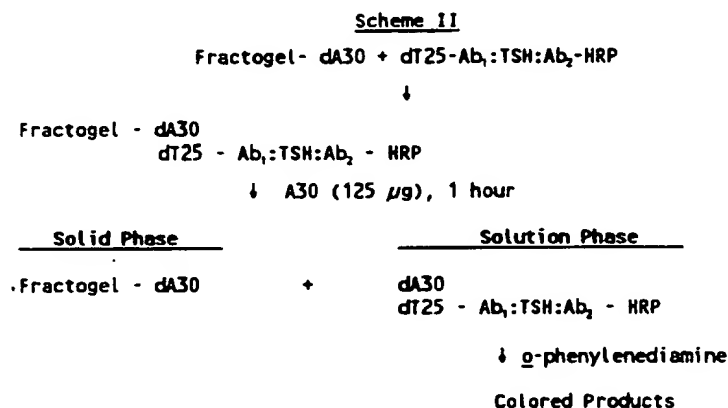 Scheme II
Fractogel- dA30 + dT25-Ab₁:TSH:Ab₂-HRP
↓
Fractogel - dA30
dT25 - Ab₁:TSH:Ab₂ - HRP
↓ A30 (125 µg), 1 hour
Solid Phase Solution Phase
Fractogel - dA30 + dA30
dT25 - Ab₁:TSH:Ab₂ - HRP
↓ o-phenylenediamine
Colored Products